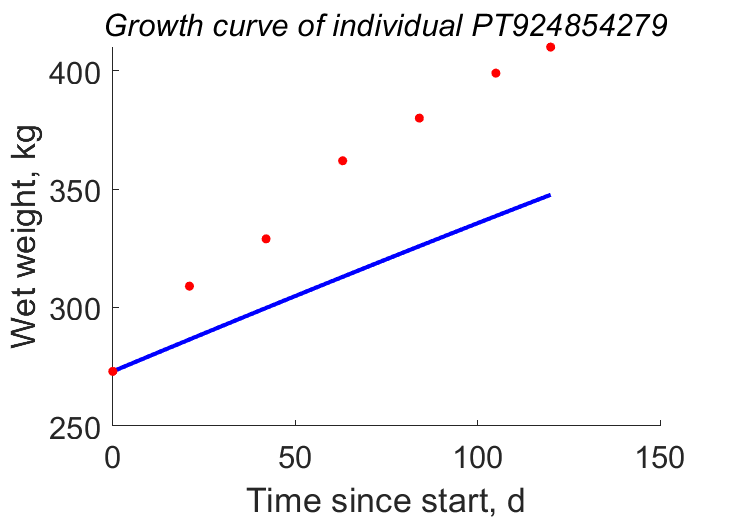 Growth curve of individual PT924854279
Wet weight, kg
400
350
300
250
0 50 100 150
Time since start, d